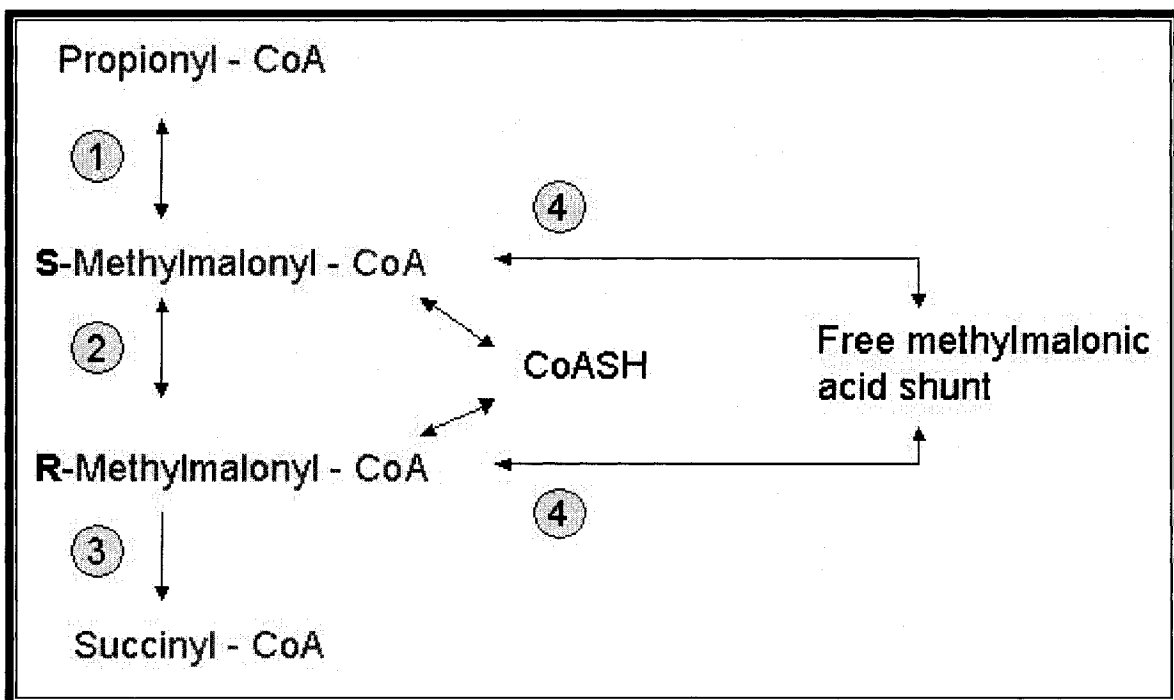 Propionyl - CoA
1
4
S-Methylmalonyl - CoA
2
CoASH
Free methylmalonic
acid shunt
R-Methylmalonyl - CoA
4
3
Succinyl - CoA